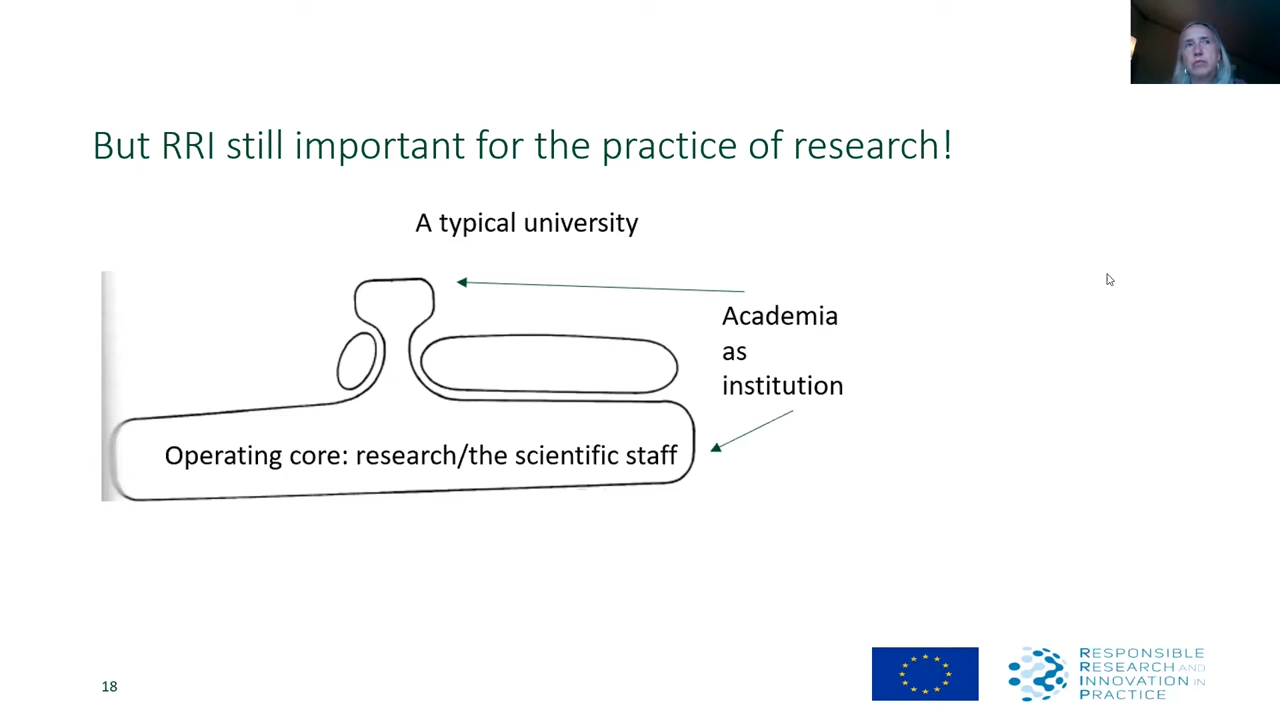 But RRI still important for the practice of research!
A typical university
Academia
as
institution
Operating core: research/the scientific staff
18
RESPONSIBLE
RESEARCH AND
INNOVATION IN
PRACTICE